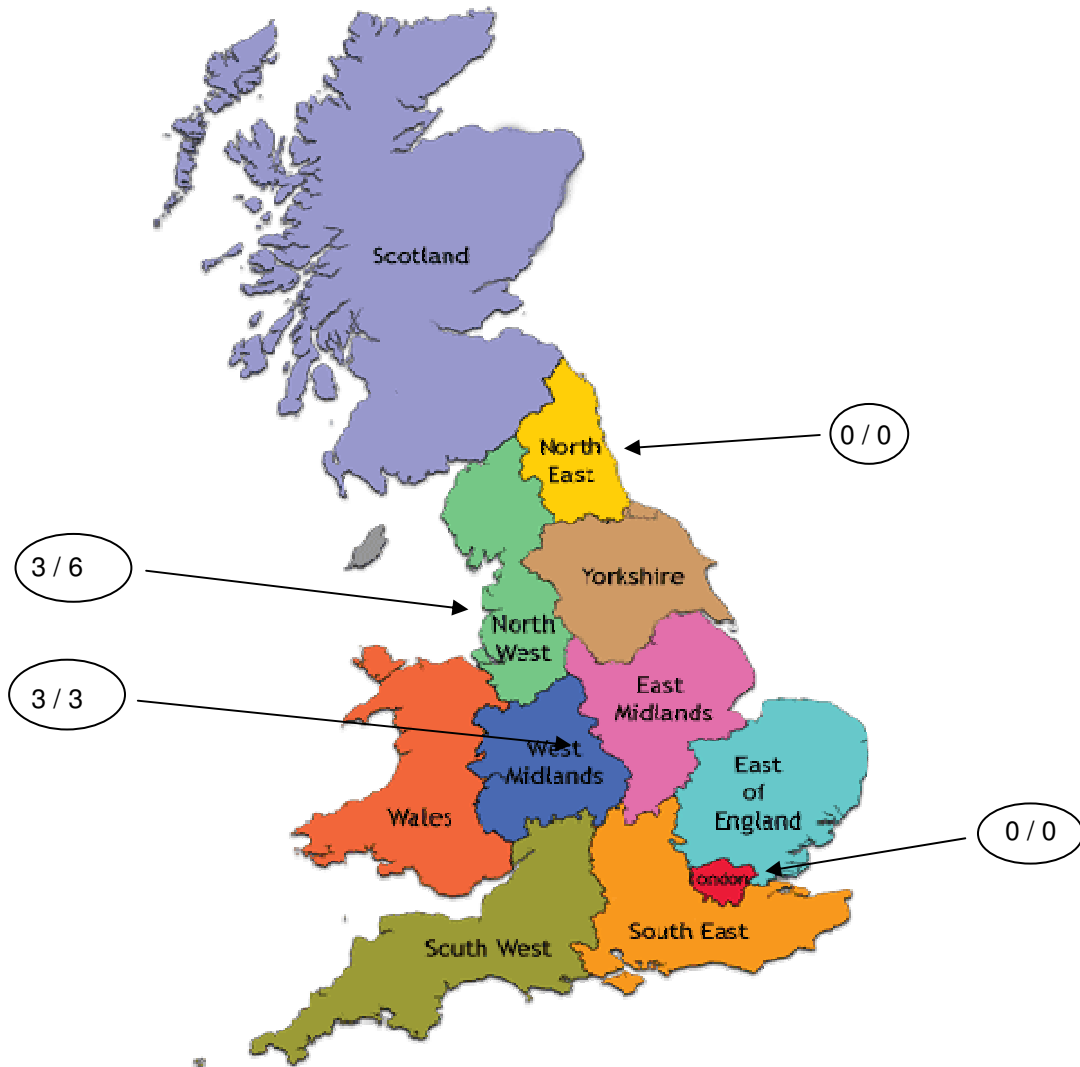 Scotland
0 / 0
North
East
3 / 6
Yorkshire
North
West
3 / 3
East
Midlands
West
Midlands
East
of
England
Wales
0 / 0
London
South East
South West